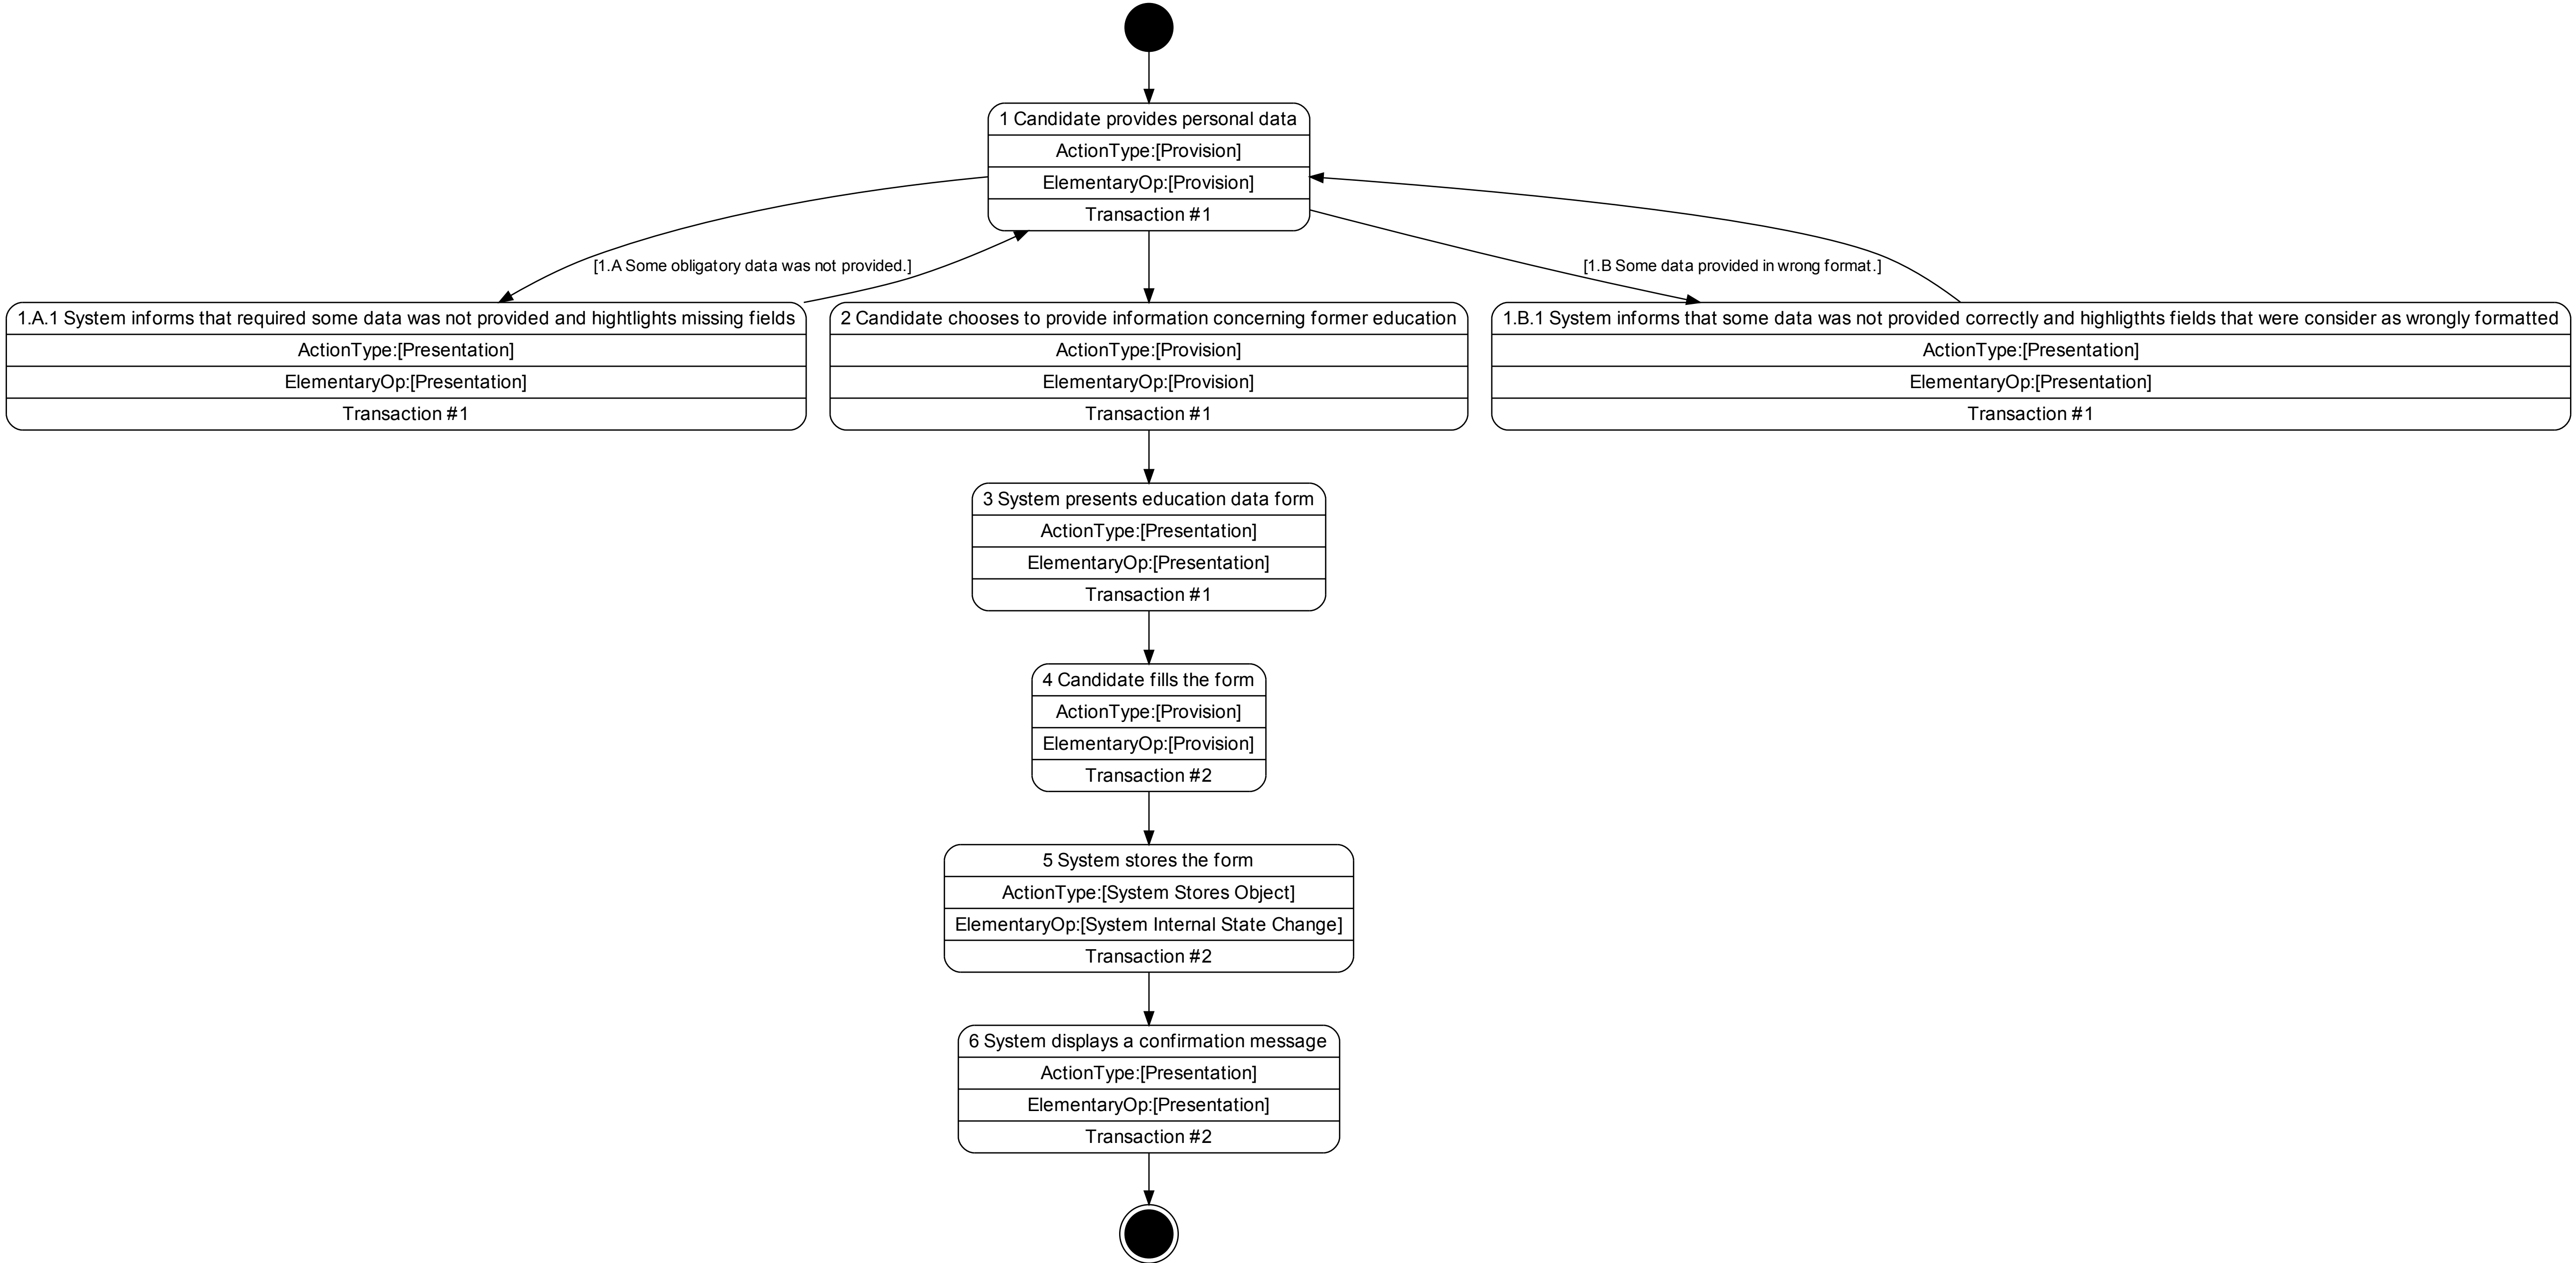 1 Candidate provides personal data
ActionType:[Provision]
ElementaryOp:[Provision]
Transaction #1
[1.A Some obligatory data was not provided.]
[1.B Some data provided in wrong format.]
1.A.1 System informs that required some data was not provided and hightlights missing fields
ActionType:[Presentation]
ElementaryOp:[Presentation]
Transaction #1
2 Candidate chooses to provide information concerning former education
ActionType:[Provision]
ElementaryOp:[Provision]
Transaction #1
1.B.1 System informs that some data was not provided correctly and highligthts fields that were consider as wrongly formatted
ActionType:[Presentation]
ElementaryOp:[Presentation]
Transaction #1
3 System presents education data form
ActionType:[Presentation]
ElementaryOp:[Presentation]
Transaction #1
4 Candidate fills the form
ActionType:[Provision]
ElementaryOp:[Provision]
Transaction #2
5 System stores the form
ActionType:[System Stores Object]
ElementaryOp:[System Internal State Change]
Transaction #2
6 System displays a confirmation message
ActionType:[Presentation]
ElementaryOp:[Presentation]
Transaction #2